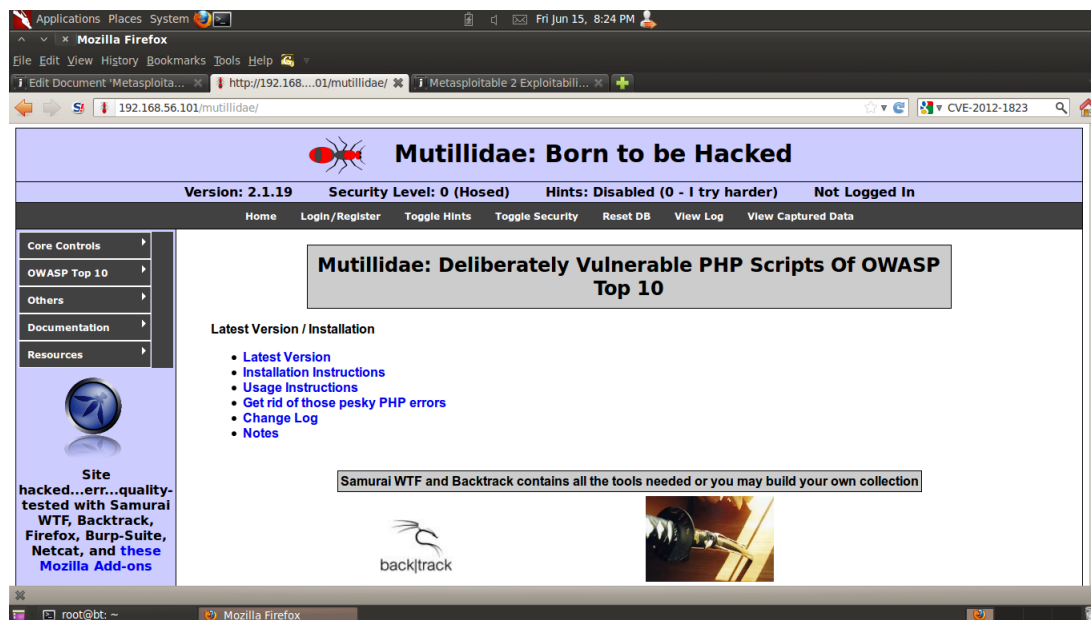 Applications Places System
Fri Jun 15, 8:24 PM
Mozilla Firefox
File Edit View History Bookmarks Tools Help
Edit Document 'Metasploita...
http://192.168....01/mutillidae/
Metasploitable 2 Exploitabili...
192.168.56.101/mutillidae/
CVE-2012-1823
Mutillidae: Born to be Hacked
Version: 2.1.19 Security Level: 0 (Hosed) Hints: Disabled (0 - I try harder) Not Logged In
Home Login/Register Toggle Hints Toggle Security Reset DB View Log View Captured Data
Core Controls
OWASP Top 10
Others
Documentation
Resources
Site
hacked...err...quality-
tested with Samurai
WTF, Backtrack,
Firefox, Burp-Suite,
Netcat, and these
Mozilla Add-ons
Mutillidae: Deliberately Vulnerable PHP Scripts Of OWASP
Top 10
Latest Version / Installation
Latest Version
Installation Instructions
Usage Instructions
Get rid of those pesky PHP errors
Change Log
Notes
Samurai WTF and Backtrack contains all the tools needed or you may build your own collection
back|track
root@bt: ~
Mozilla Firefox